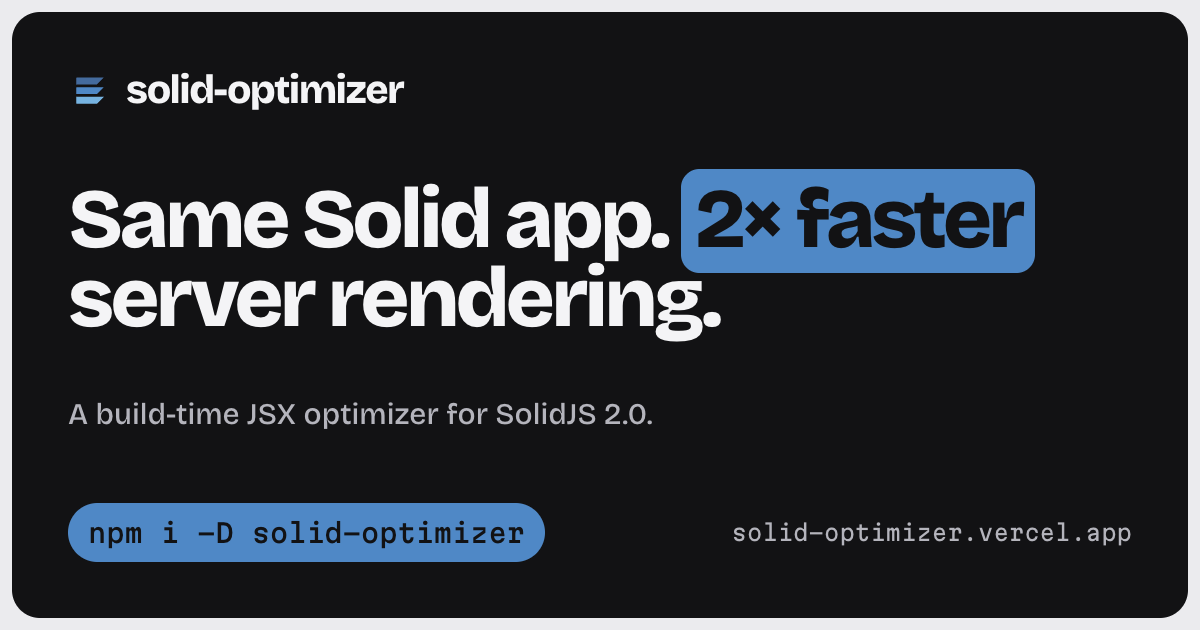 solid-optimizer
Same Solid app. 2× faster
server rendering.
A build-time JSX optimizer for SolidJS 2.0.
npm i -D solid-optimizer
solid-optimizer.vercel.app